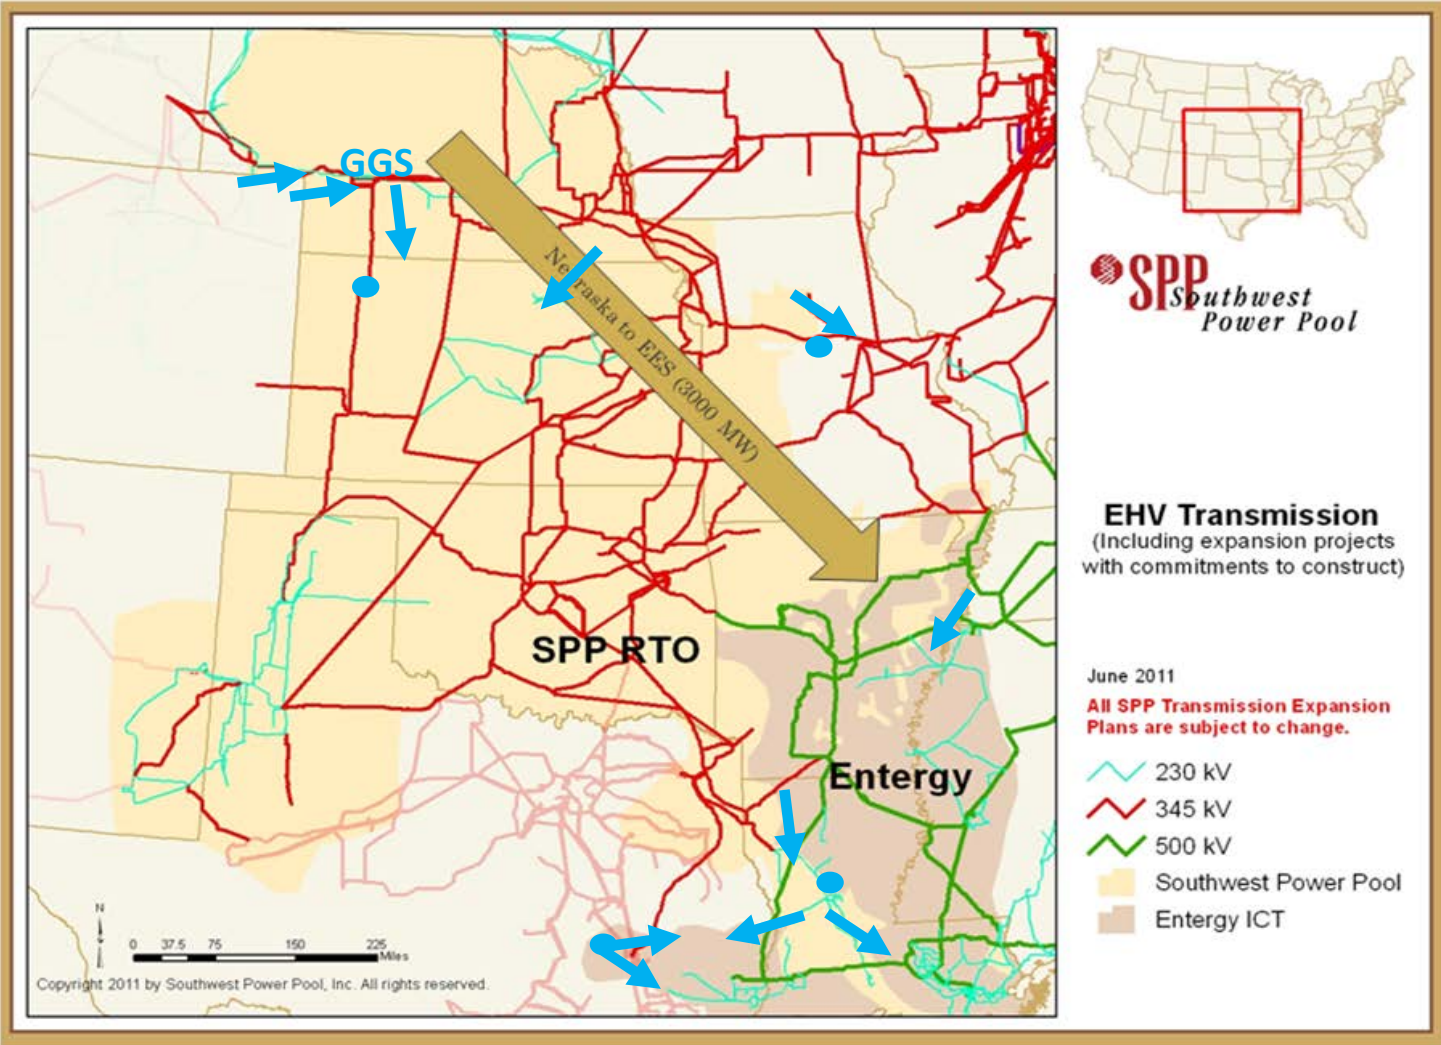 GGS
Nebraska to EES (3000 MW)
SPP RTO
Entergy
N
0 37.5 75 150 225
Miles
Copyright 2011 by Southwest Power Pool, Inc. All rights reserved.
SPP
Southwest
Power Pool
EHV Transmission
(Including expansion projects
with commitments to construct)
June 2011
All SPP Transmission Expansion
Plans are subject to change.
230 kV
345 kV
500 kV
Southwest Power Pool
Entergy ICT